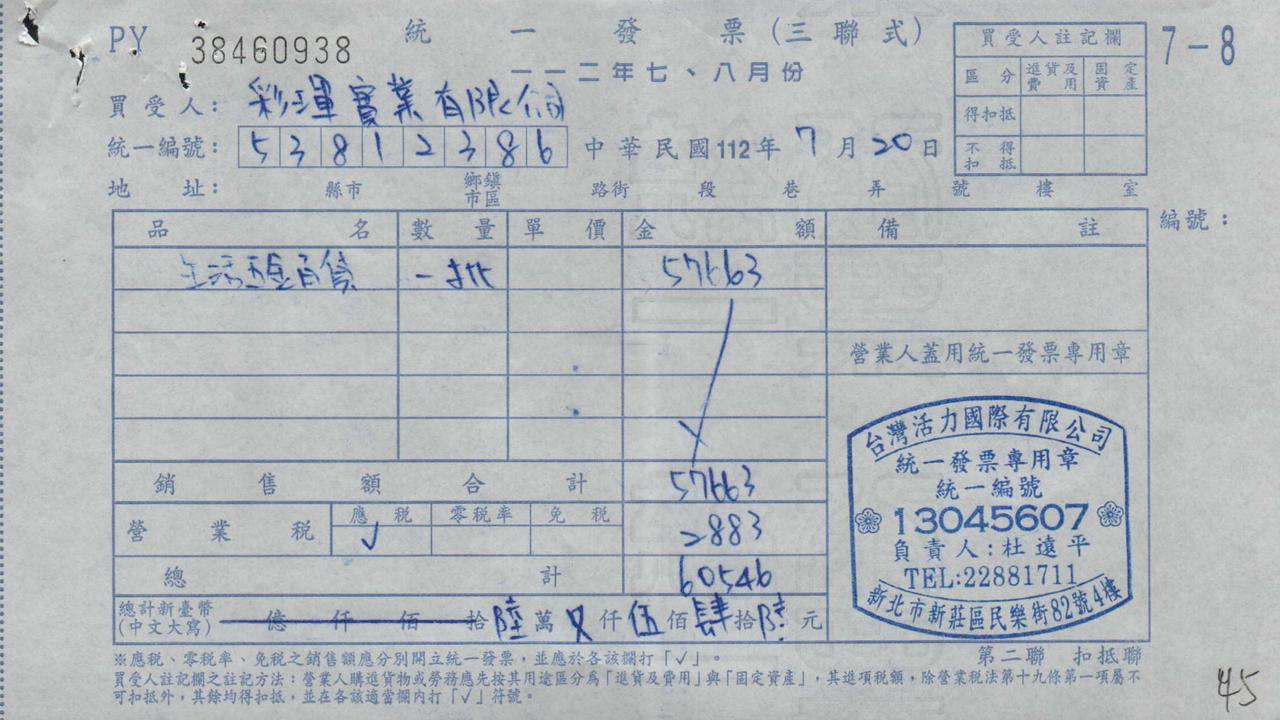 PY 38460938 統一發票(三聯式) 7-8
一一二年七、八月份
買受人註記欄
區分 進貨及費用 固定資產
得扣抵
不得扣抵
買受人: 彩琿實業有限公司
統一編號: 53812386 中華民國112年7月20日
地址: 縣市 鄉鎮市區 路街 段 巷 弄 號 樓 室
編號:
品名 數量 單價 金額 備註
生活五金百貨 一批 57663
營業人蓋用統一發票專用章
銷售額合計 57663
營業稅 應稅 零稅率 免稅 2883
✓
總計 60546
總計新臺幣(中文大寫) 億仟佰拾陸萬又仟伍佰肆拾陸元
台灣活力國際有限公司
統一發票專用章
統一編號
13045607
負責人:杜遠平
TEL:22881711
新北市新莊區民樂街82號4樓
※應稅、零稅率、免稅之銷售額應分別開立統一發票,並應於各該欄打「✓」。 第二聯 扣抵聯
買受人註記欄之註記方法:營業人購進貨物或勞務應先按其用途區分為「進貨及費用」與「固定資產」,其進項稅額,除營業稅法第十九條第一項屬不
可扣抵外,其餘均得扣抵,並在各該適當欄內打「✓」符號。
45